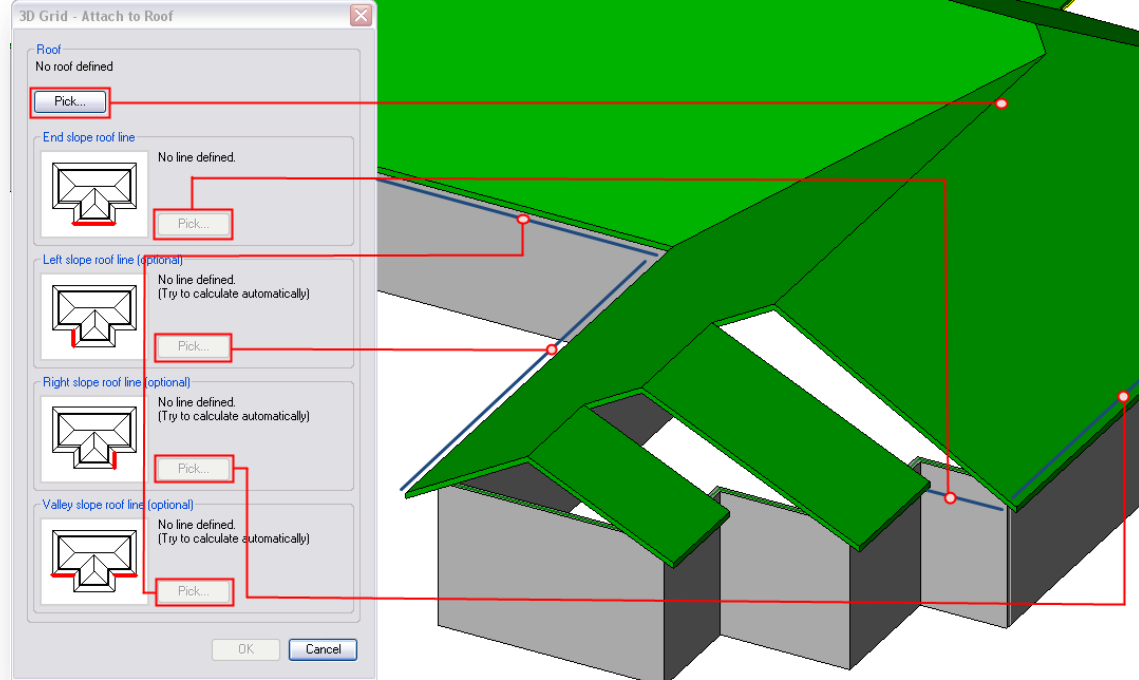 3D Grid - Attach to Roof
Roof
No roof defined
Pick...
End slope roof line
No line defined.
Pick...
Left slope roof line (optional)
No line defined.
(Try to calculate automatically)
Pick...
Right slope roof line (optional)
No line defined.
(Try to calculate automatically)
Pick...
Valley slope roof line (optional)
No line defined.
(Try to calculate automatically)
Pick...
OK
Cancel